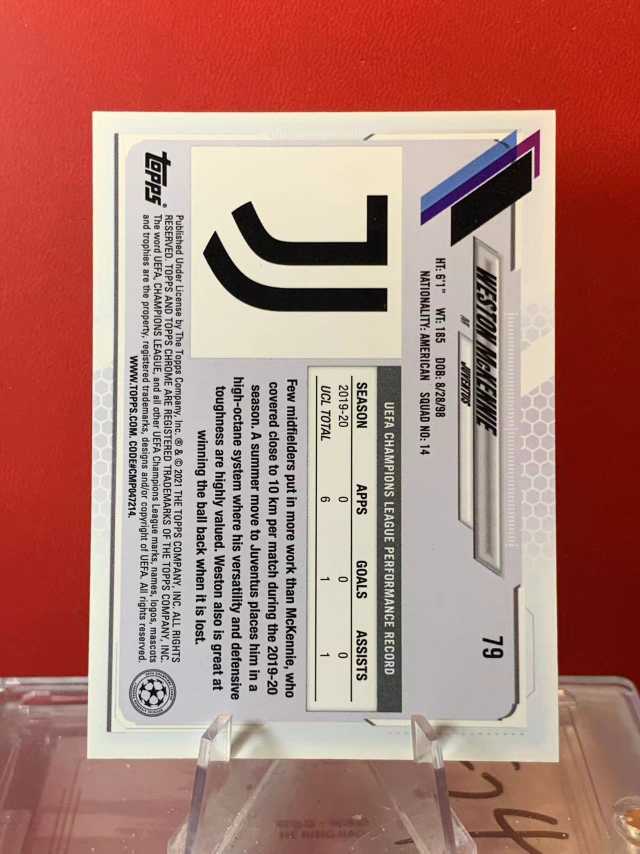 79
WESTON McKENNIE
JUVENTUS
HT: 6'1" WT: 185 DOB: 8/28/98
NATIONALITY: AMERICAN SQUAD NO: 14
UEFA CHAMPIONS LEAGUE PERFORMANCE RECORD
SEASON APPS GOALS ASSISTS
2019-20 0 0 0
UCL TOTAL 6 1 1
Few midfielders put in more work than McKennie, who
covered close to 10 km per match during the 2019-20
season. A summer move to Juventus places him in a
high-octane system where his versatility and defensive
toughness are highly valued. Weston also is great at
winning the ball back when it is lost.
topps®
Published Under License by The Topps Company, Inc. ® & © 2021 THE TOPPS COMPANY, INC. ALL RIGHTS
RESERVED. TOPPS AND TOPPS CHROME ARE REGISTERED TRADEMARKS OF THE TOPPS COMPANY, INC.
The word UEFA, CHAMPIONS LEAGUE, and all other UEFA Champions League marks, names, logos, mascots
and trophies are the property, registered trademarks, designs and/or copyright of UEFA. All rights reserved.
WWW.TOPPS.COM. CODE#CMP047214.